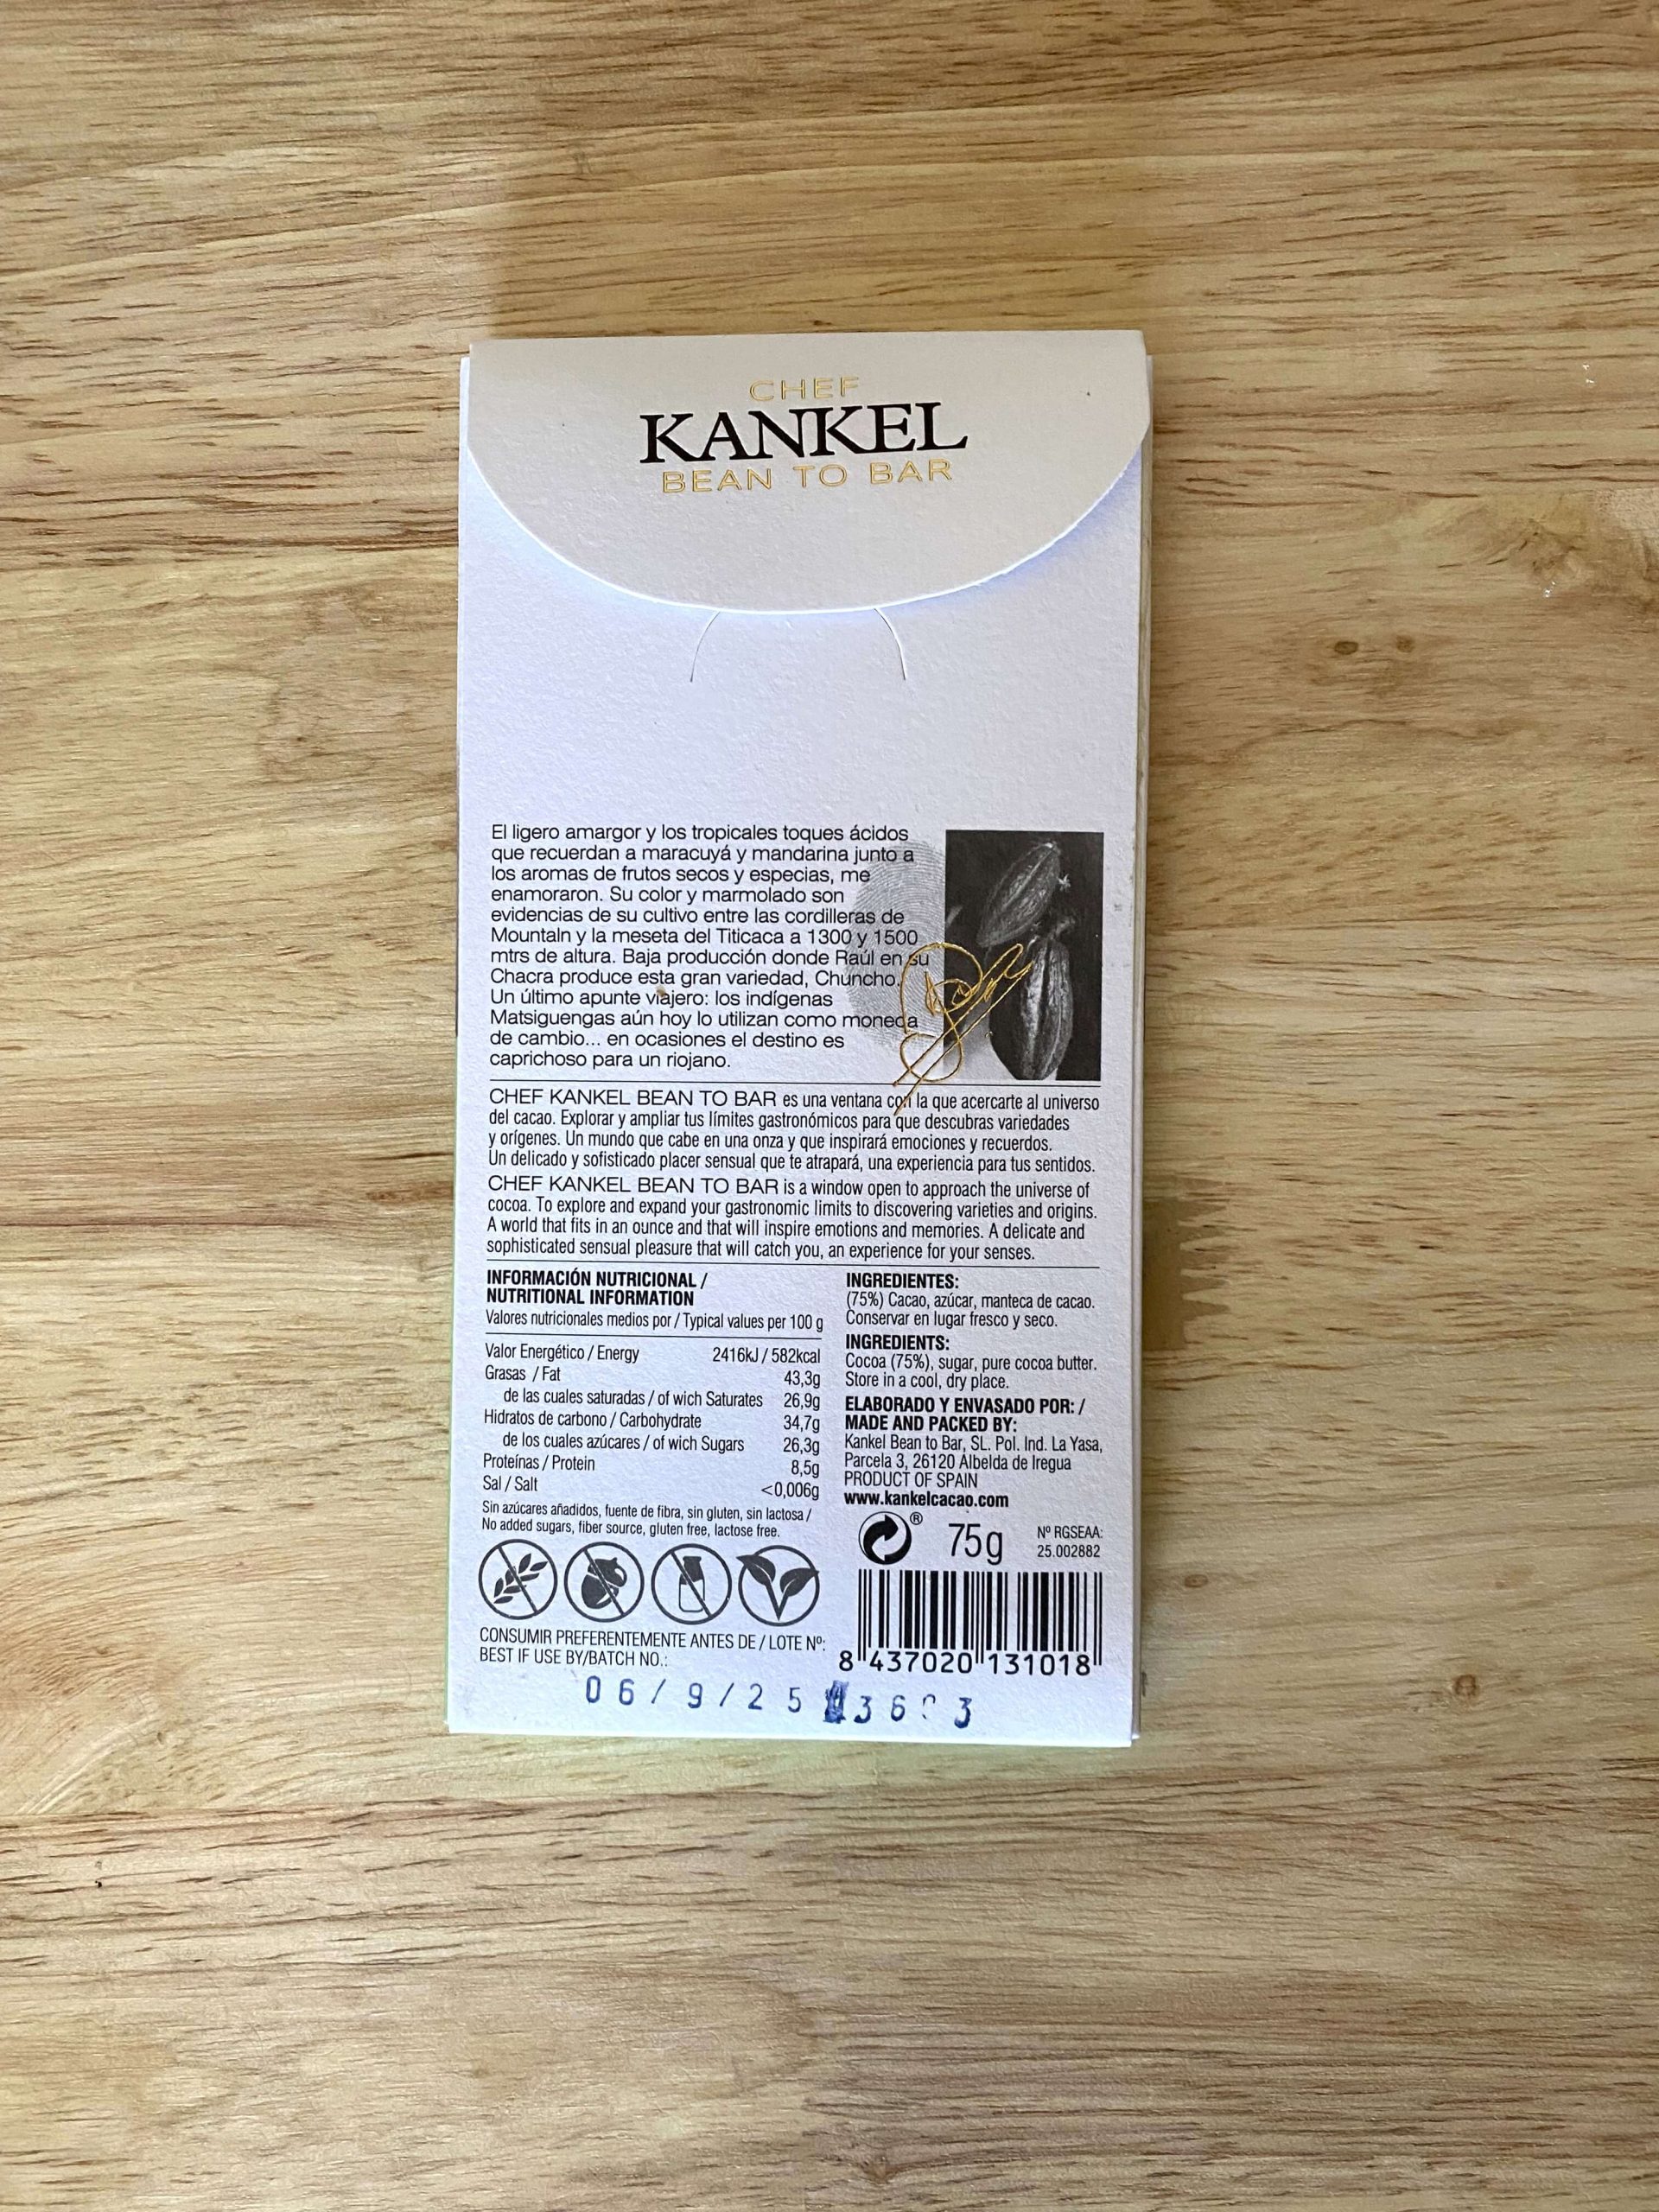 CHEF
KANKEL
BEAN TO BAR
El ligero amargor y los tropicales toques ácidos
que recuerdan a maracuyá y mandarina junto a
los aromas de frutos secos y especias, me
enamoraron. Su color y marmolado son
evidencias de su cultivo entre las cordilleras de
Mountaln y la meseta del Titicaca a 1300 y 1500
mtrs de altura. Baja producción donde Raúl en su
Chacra produce esta gran variedad, Chuncho.
Un último apunte viajero: los indígenas
Matsiguengas aún hoy lo utilizan como moneda
de cambio... en ocasiones el destino es
caprichoso para un riojano.
CHEF KANKEL BEAN TO BAR es una ventana con la que acercarte al universo
del cacao. Explorar y ampliar tus límites gastronómicos para que descubras variedades
y orígenes. Un mundo que cabe en una onza y que inspirará emociones y recuerdos.
Un delicado y sofisticado placer sensual que te atrapará, una experiencia para tus sentidos.
CHEF KANKEL BEAN TO BAR is a window open to approach the universe of
cocoa. To explore and expand your gastronomic limits to discovering varieties and origins.
A world that fits in an ounce and that will inspire emotions and memories. A delicate and
sophisticated sensual pleasure that will catch you, an experience for your senses.
INFORMACIÓN NUTRICIONAL /
NUTRITIONAL INFORMATION
Valores nutricionales medios por / Typical values per 100 g
Valor Energético / Energy 2416kJ / 582kcal
Grasas / Fat 43,3g
de las cuales saturadas / of wich Saturates 26,9g
Hidratos de carbono / Carbohydrate 34,7g
de los cuales azúcares / of wich Sugars 26,3g
Proteínas / Protein 8,5g
Sal / Salt <0,006g
Sin azúcares añadidos, fuente de fibra, sin gluten, sin lactosa /
No added sugars, fiber source, gluten free, lactose free.
CONSUMIR PREFERENTEMENTE ANTES DE / LOTE Nº:
BEST IF USE BY/BATCH NO.:
06/9/25
INGREDIENTES:
(75%) Cacao, azúcar, manteca de cacao.
Conservar en lugar fresco y seco.
INGREDIENTS:
Cocoa (75%), sugar, pure cocoa butter.
Store in a cool, dry place.
ELABORADO Y ENVASADO POR: /
MADE AND PACKED BY:
Kankel Bean to Bar, SL. Pol. Ind. La Yasa,
Parcela 3, 26120 Albelda de Iregua
PRODUCT OF SPAIN
www.kankelcacao.com
® 75g
Nº RGSEAA:
25.002882
8 437020 131018